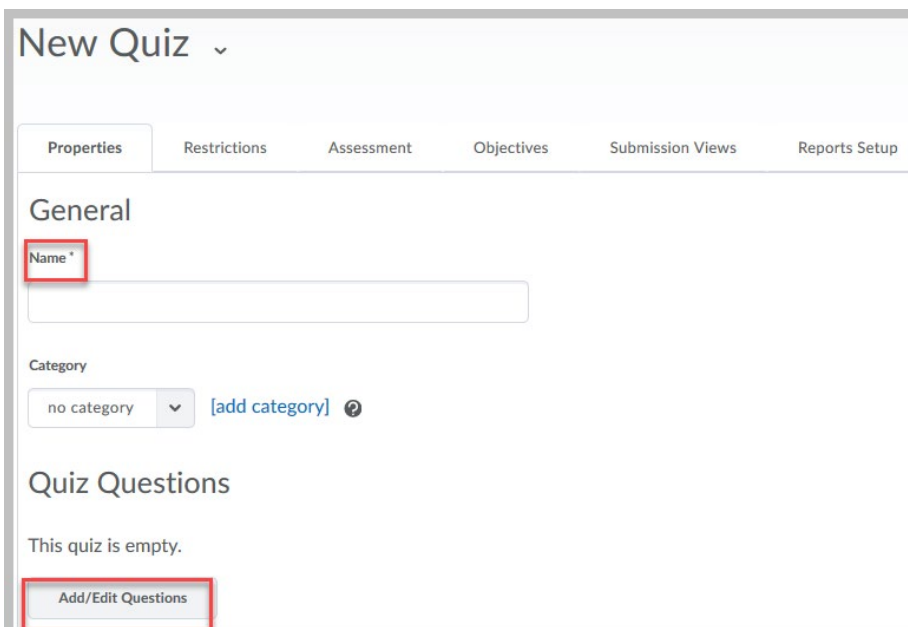 New Quiz
Properties Restrictions Assessment Objectives Submission Views Reports Setup
General
Name *
Category
no category [add category] ?
Quiz Questions
This quiz is empty.
Add/Edit Questions